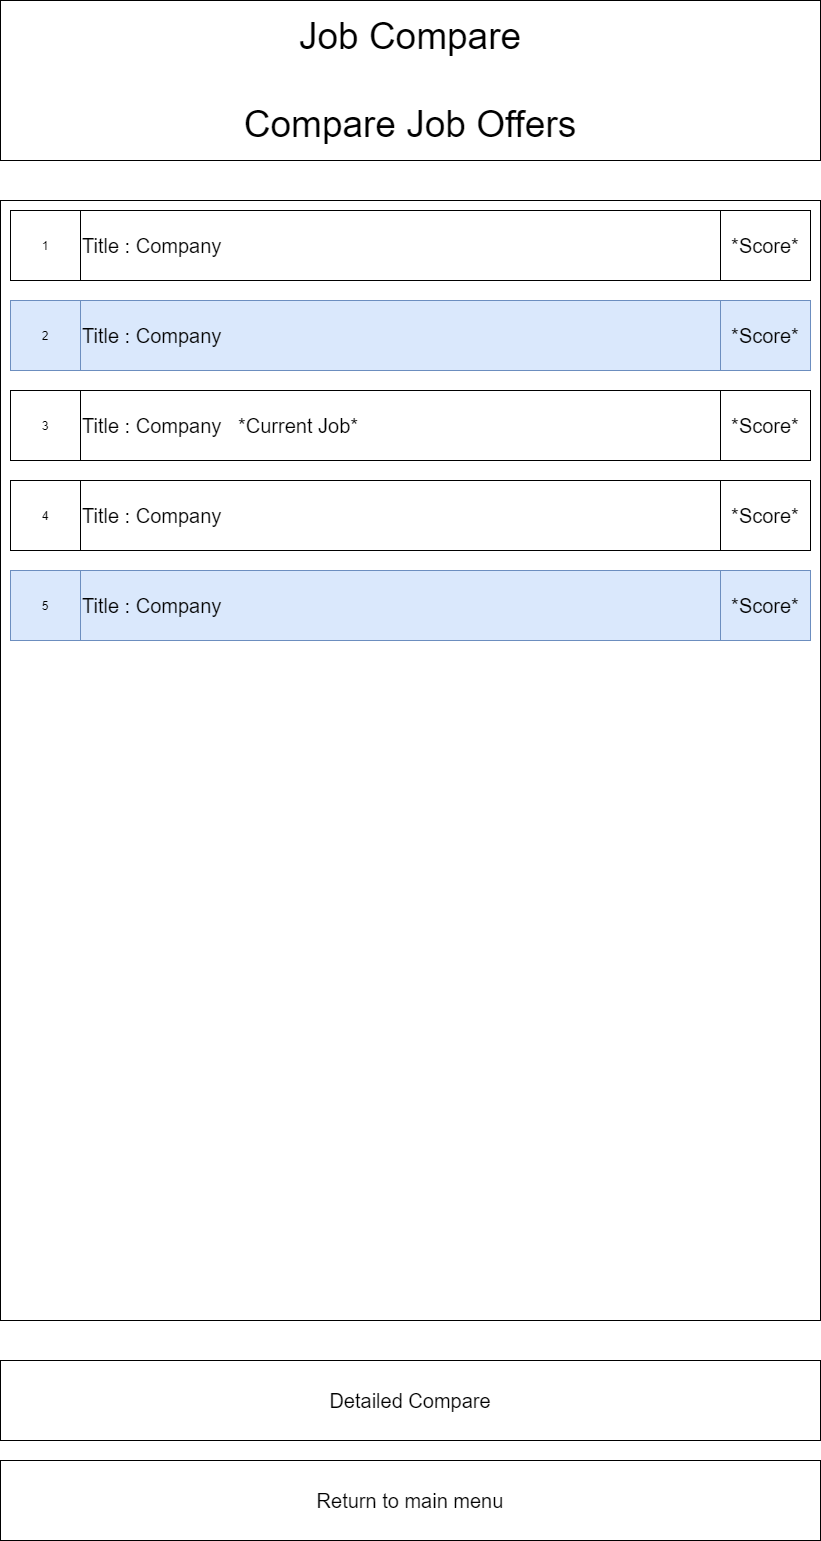 Job Compare
Compare Job Offers
1 Title : Company *Score*
2 Title : Company *Score*
3 Title : Company *Current Job* *Score*
4 Title : Company *Score*
5 Title : Company *Score*
Detailed Compare
Return to main menu